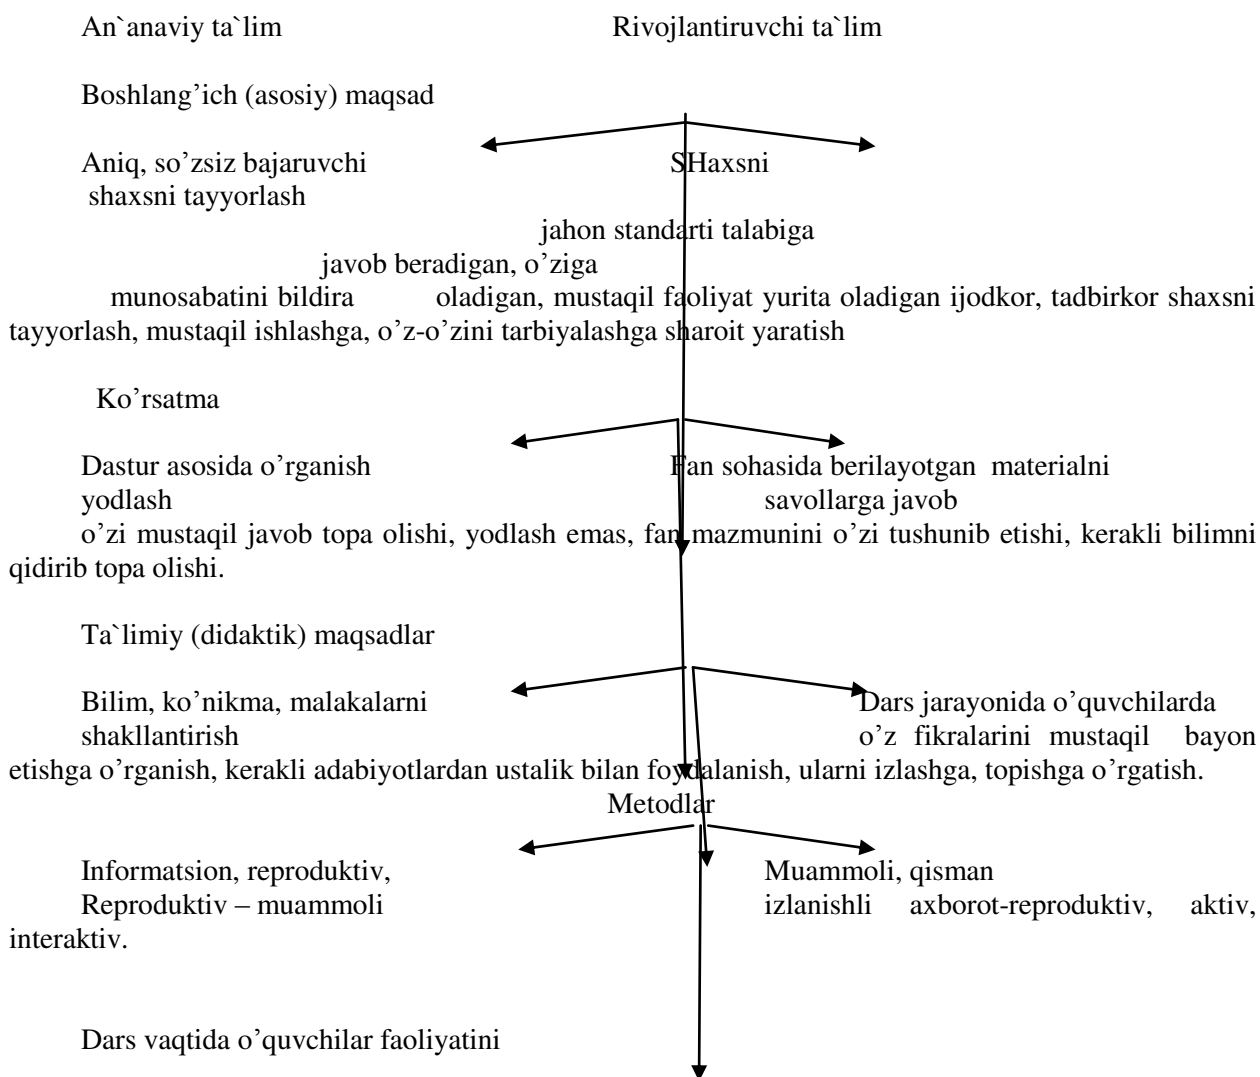 An`anaviy ta`lim Rivojlantiruvchi ta`lim
Boshlang’ich (asosiy) maqsad
Aniq, so’zsiz bajaruvchi SHaxsni
shaxsni tayyorlash
jahon standarti talabiga
javob beradigan, o’ziga
munosabatini bildira oladigan, mustaqil faoliyat yurita oladigan ijodkor, tadbirkor shaxsni
tayyorlash, mustaqil ishlashga, o’z-o’zini tarbiyalashga sharoit yaratish
Ko’rsatma
Dastur asosida o’rganish Fan sohasida berilayotgan materialni
yodlash savollarga javob
o’zi mustaqil javob topa olishi, yodlash emas, fan mazmunini o’zi tushunib etishi, kerakli bilimni
qidirib topa olishi.
Ta`limiy (didaktik) maqsadlar
Bilim, ko’nikma, malakalarni Dars jarayonida o’quvchilarda
shakllantirish o’z fikralarini mustaqil bayon
etishga o’rganish, kerakli adabiyotlardan ustalik bilan foydalanish, ularni izlashga, topishga o’rgatish.
Metodlar
Informatsion, reproduktiv, Muammoli, qisman
Reproduktiv – muammoli izlanishli axborot-reproduktiv, aktiv,
interaktiv.
Dars vaqtida o’quvchilar faoliyatini